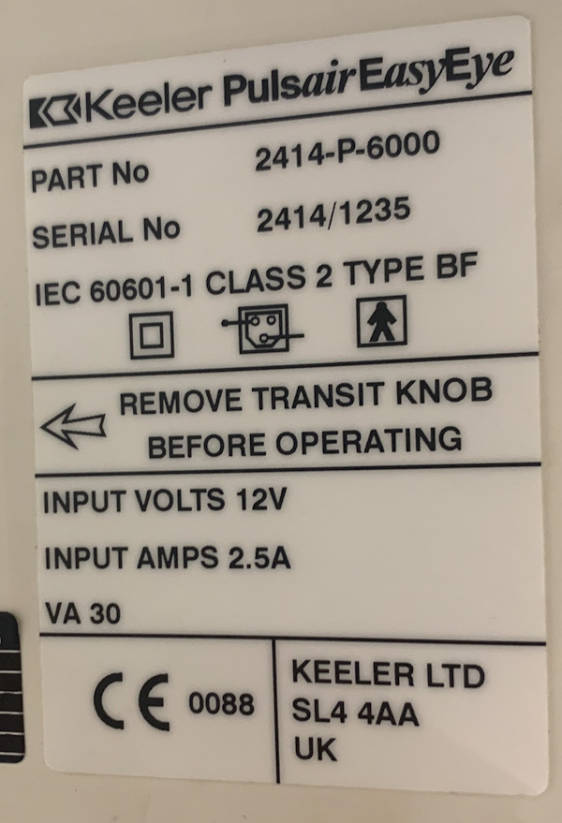 Keeler PulsairEasyEye
PART No 2414-P-6000
SERIAL No 2414/1235
IEC 60601-1 CLASS 2 TYPE BF
REMOVE TRANSIT KNOB
BEFORE OPERATING
INPUT VOLTS 12V
INPUT AMPS 2.5A
VA 30
CE 0088
KEELER LTD
SL4 4AA
UK